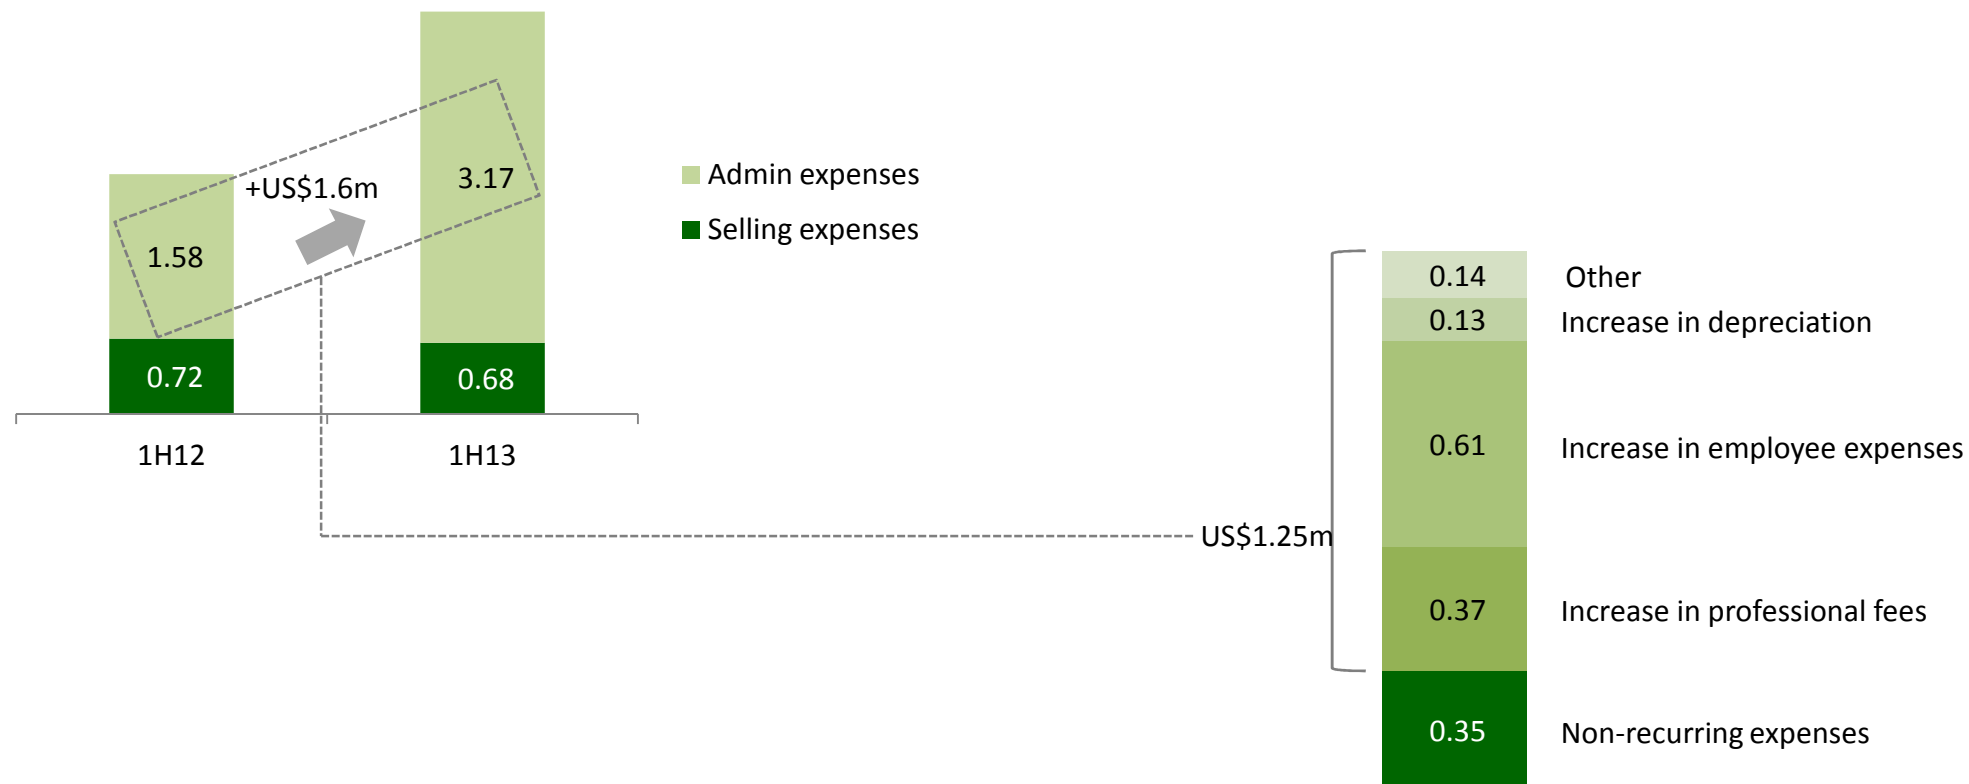 +US$1.6m
1.58
3.17
0.72
0.68
1H12
1H13
Admin expenses
Selling expenses
US$1.25m
0.14 Other
0.13 Increase in depreciation
0.61 Increase in employee expenses
0.37 Increase in professional fees
0.35 Non-recurring expenses